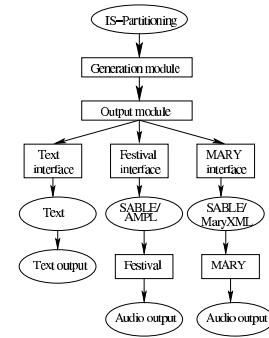 IS-Partitioning
Generation module
Output module
Text
interface
Festival
interface
MARY
interface
Text
SABLE/
AMPL
SABLE/
MaryXML
Text output
Festival
MARY
Audio output
Audio output